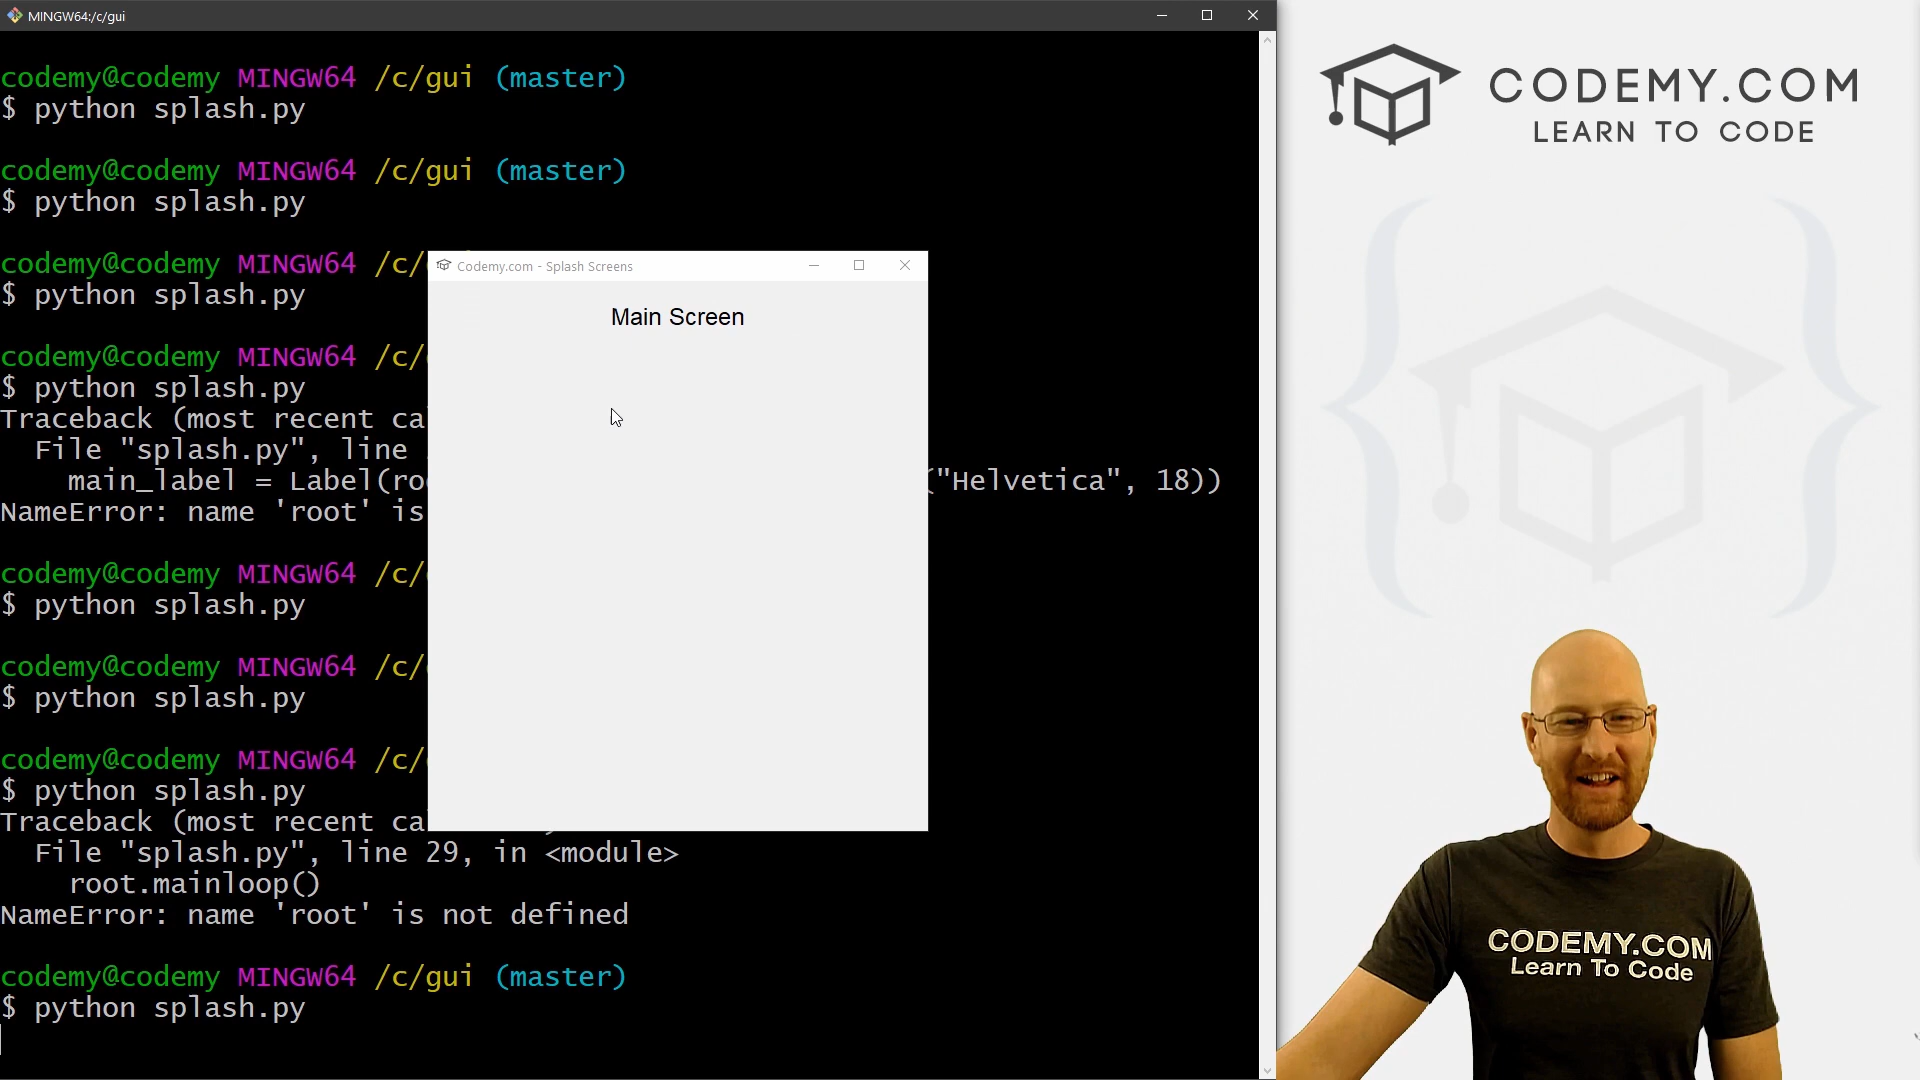 MINGW64:/c/gui
codemy@codemy MINGW64 /c/gui (master)
$ python splash.py
codemy@codemy MINGW64 /c/gui (master)
$ python splash.py
codemy@codemy MINGW64 /c/
$ python splash.py
codemy@codemy MINGW64 /c/
$ python splash.py
Traceback (most recent ca
File "splash.py", line
main_label = Label(ro ("Helvetica", 18))
NameError: name 'root' is
codemy@codemy MINGW64 /c/
$ python splash.py
codemy@codemy MINGW64 /c/
$ python splash.py
codemy@codemy MINGW64 /c/
$ python splash.py
Traceback (most recent ca
File "splash.py", line 29, in <module>
root.mainloop()
NameError: name 'root' is not defined
codemy@codemy MINGW64 /c/gui (master)
$ python splash.py
Codemy.com - Splash Screens
Main Screen
CODEMY.COM
LEARN TO CODE
CODEMY.COM
Learn To Code